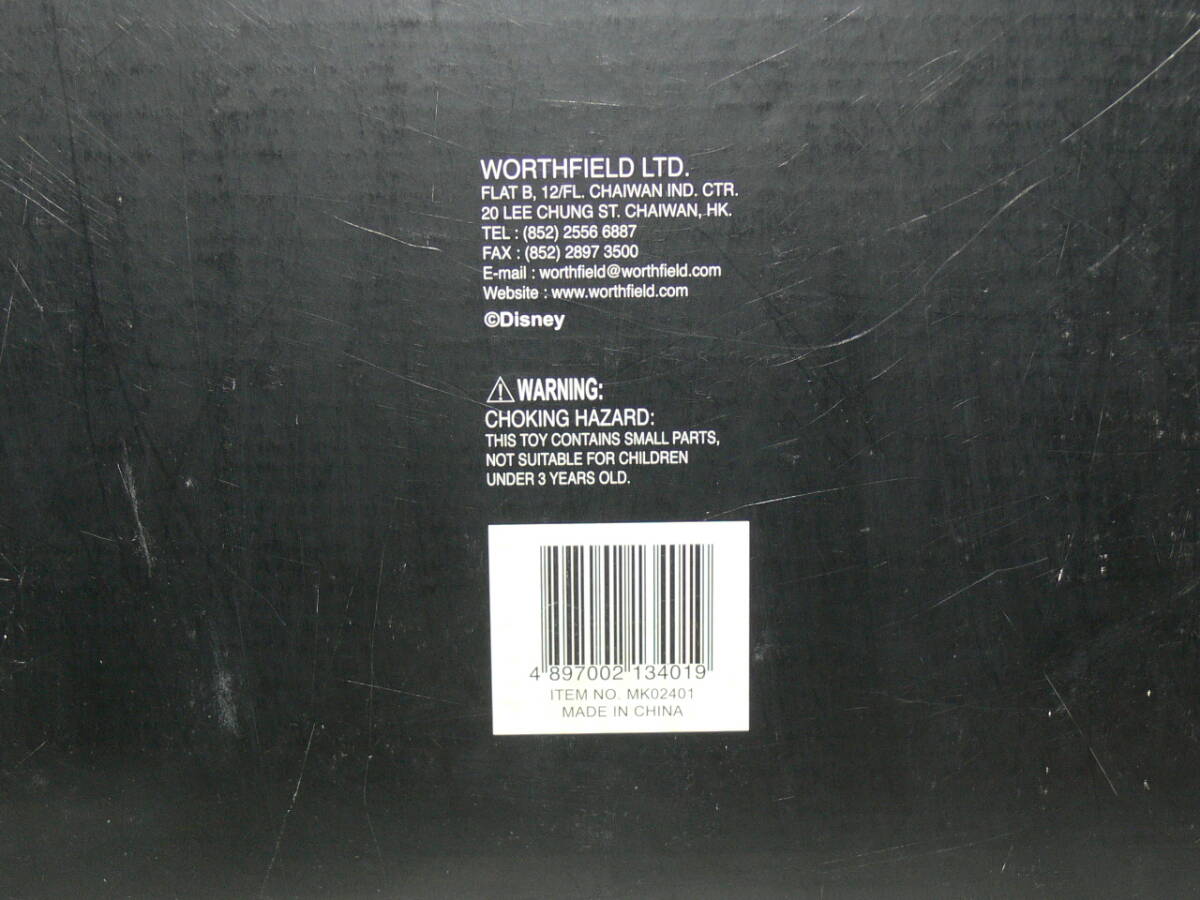 WORTHFIELD LTD.
FLAT B, 12/FL. CHAIWAN IND. CTR.
20 LEE CHUNG ST. CHAIWAN, HK.
TEL : (852) 2556 6887
FAX : (852) 2897 3500
E-mail : worthfield@worthfield.com
Website : www.worthfield.com
©Disney
⚠ WARNING:
CHOKING HAZARD:
THIS TOY CONTAINS SMALL PARTS,
NOT SUITABLE FOR CHILDREN
UNDER 3 YEARS OLD.
4 897002 134019
ITEM NO. MK02401
MADE IN CHINA